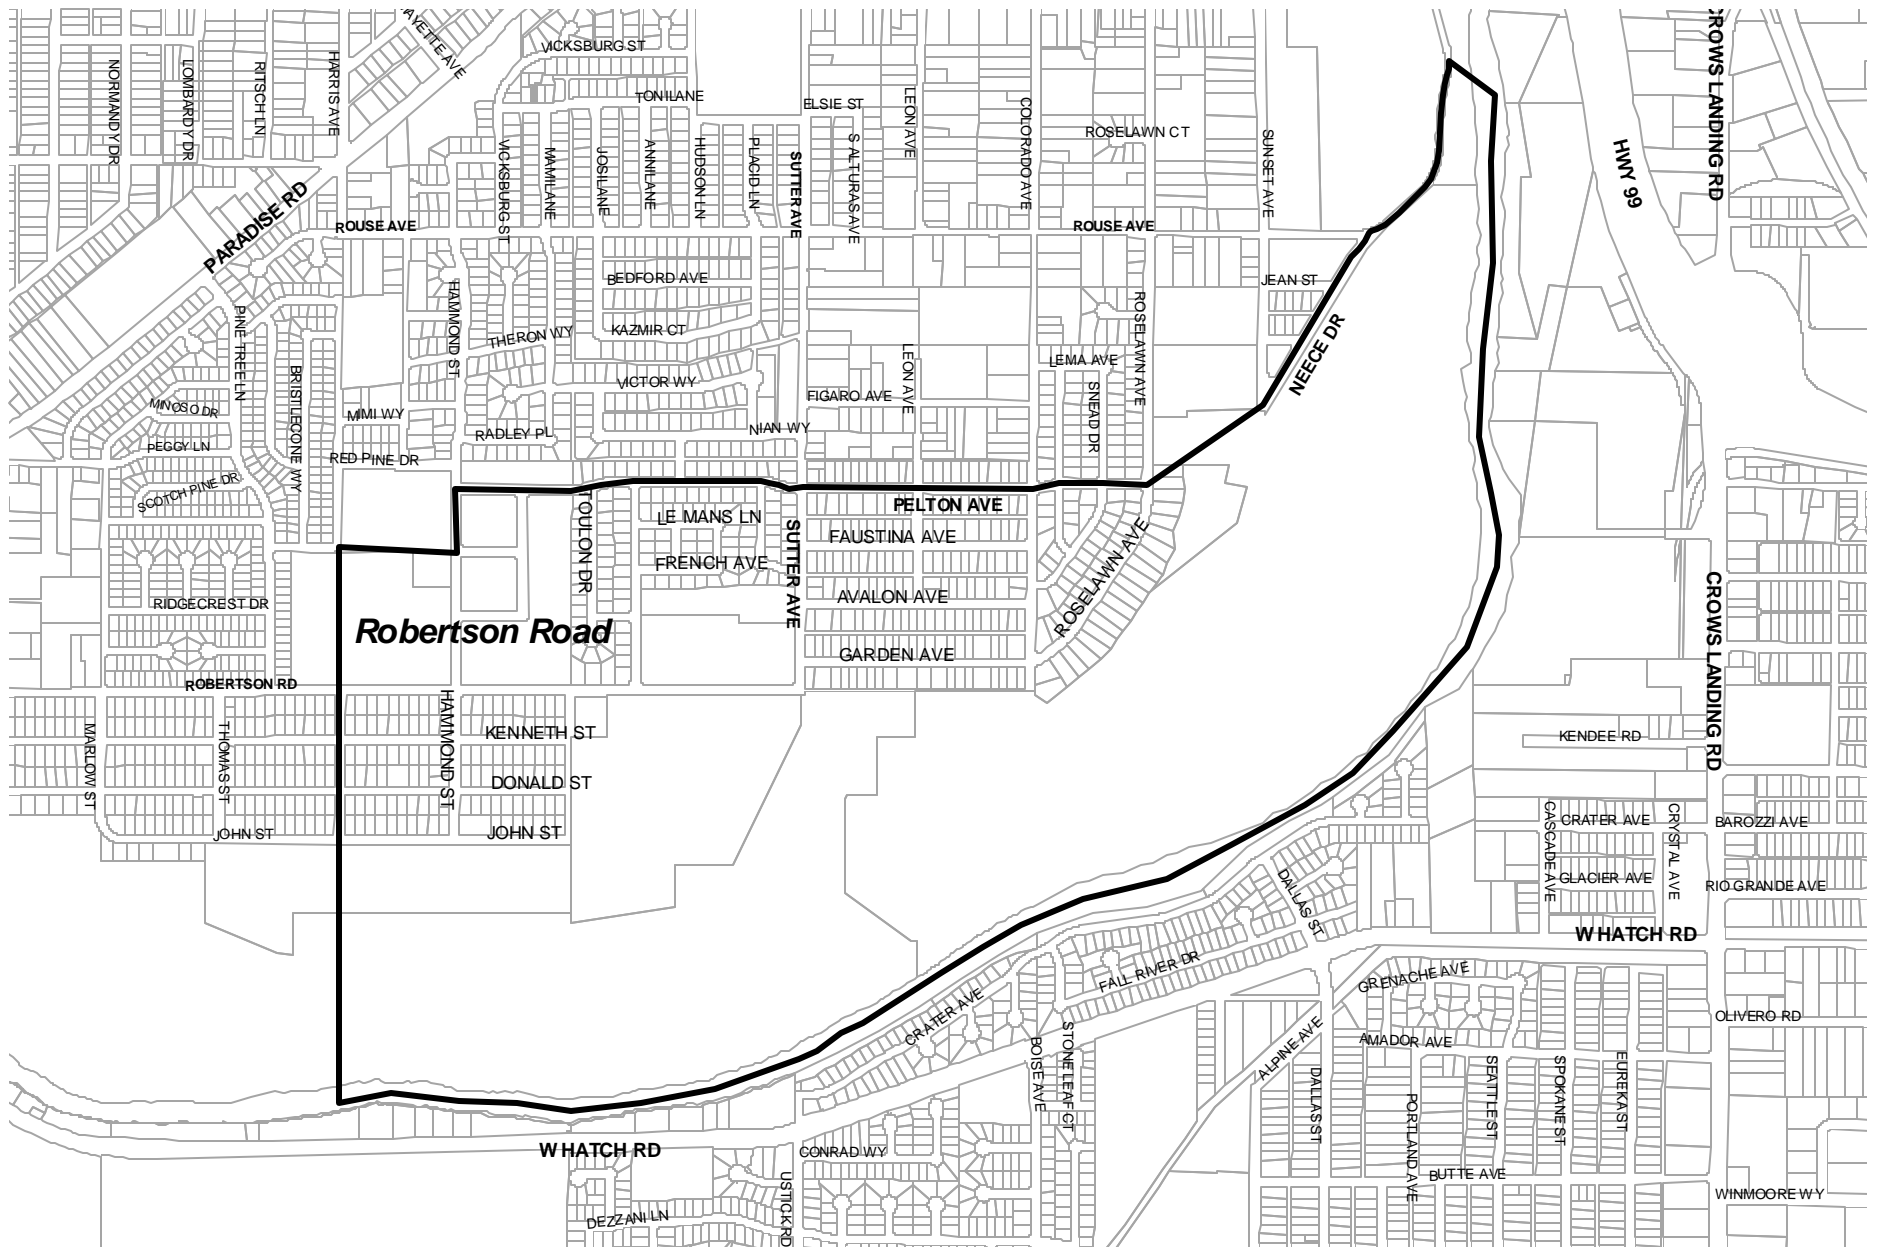 LAFAYETTE AVE
CROWS LANDING RD
VICKSBURG ST
NORMANDY DR
LOMBARDY DR
RITSCH LN
HARRIS AVE
TONI LANE
ELSIE ST
LEON AVE
COLORADO AVE
ROSELAWN CT
SUNSET AVE
HWY 99
VICKSBURG ST
MAMI LANE
JOSI LANE
ANNI LANE
HUDSON LN
PLACID LN
SUTTER AVE
S ALTURAS AVE
PARADISE RD
ROUSE AVE
ROUSE AVE
BEDFORD AVE
JEAN ST
HAMMOND ST
PINE TREE LN
THERON WY
KAZMIR CT
ROSELAWN AVE
NEECE DR
LEMA AVE
BRISTLECONE WY
VICTOR WY
LEON AVE
FIGARO AVE
SNEAD DR
MINOSO DR
MIMI WY
NIAN WY
RADLEY PL
PEGGY LN
RED PINE DR
SCOTCH PINE DR
PELTON AVE
TOULON DR
LE MANS LN
SUTTER AVE
FAUSTINA AVE
FRENCH AVE
ROSELAWN AVE
AVALON AVE
RIDGECREST DR
CROWS LANDING RD
Robertson Road
GARDEN AVE
ROBERTSON RD
HAMMOND ST
MARLOW ST
THOMAS ST
KENNETH ST
KENDEE RD
DONALD ST
JOHN ST
JOHN ST
CASCADE AVE
CRATER AVE
CRYSTAL AVE
BAROZZI AVE
DALLAS ST
GLACIER AVE
RIO GRANDE AVE
W HATCH RD
FALL RIVER DR
GRENACHE AVE
CRATER AVE
OLIVERO RD
STONELEAF CT
BOISE AVE
ALPINE AVE
AMADOR AVE
DALLAS ST
PORTLAND AVE
SEATTLE ST
SPOKANE ST
EUREKA ST
W HATCH RD
CONRAD WY
USTICK RD
BUTTE AVE
WINMOORE WY
DEZZANI LN